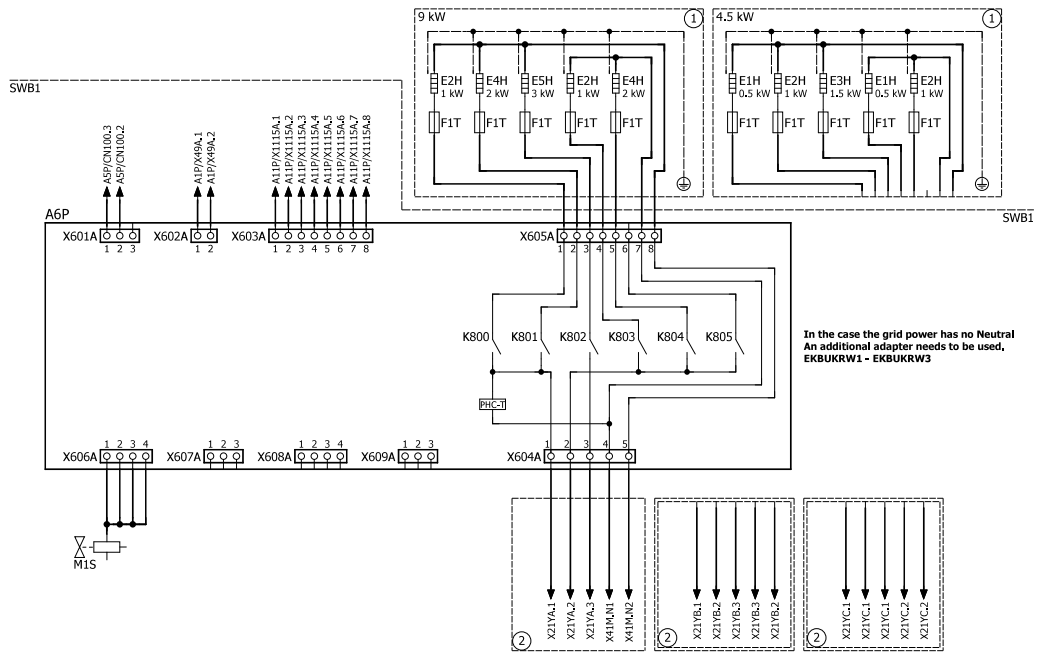 9 kW 1 4.5 kW 1
E2H E4H E5H E2H E4H E1H E2H E3H E1H E2H
1 kW 2 kW 3 kW 1 kW 2 kW 0.5 kW 1 kW 1.5 kW 0.5 kW 1 kW
SWB1
F1T F1T F1T F1T F1T F1T F1T F1T F1T F1T
A5P/CN100.3
A5P/CN100.2
A1P/X49A.1
A1P/X49A.2
A11P/X1115A.1
A11P/X1115A.2
A11P/X1115A.3
A11P/X1115A.4
A11P/X1115A.5
A11P/X1115A.6
A11P/X1115A.7
A11P/X1115A.8
SWB1
A6P
X601A X602A X603A X605A
1 2 3 1 2 1 2 3 4 5 6 7 8 1 2 3 4 5 6 7 8
K800 K801 K802 K803 K804 K805
In the case the grid power has no Neutral
An additional adapter needs to be used.
EKBUKRW1 - EKBUKRW3
PHC-T
1 2 3 4 1 2 3 1 2 3 4 1 2 3 1 2 3 4 5
X606A X607A X608A X609A X604A
M1S
X21YA.1
X21YA.2
X21YA.3
X41M.N1
X41M.N2
X21YB.1
X21YB.2
X21YB.3
X21YB.3
X21YB.2
X21YC.1
X21YC.1
X21YC.1
X21YC.2
X21YC.2
2 2 2